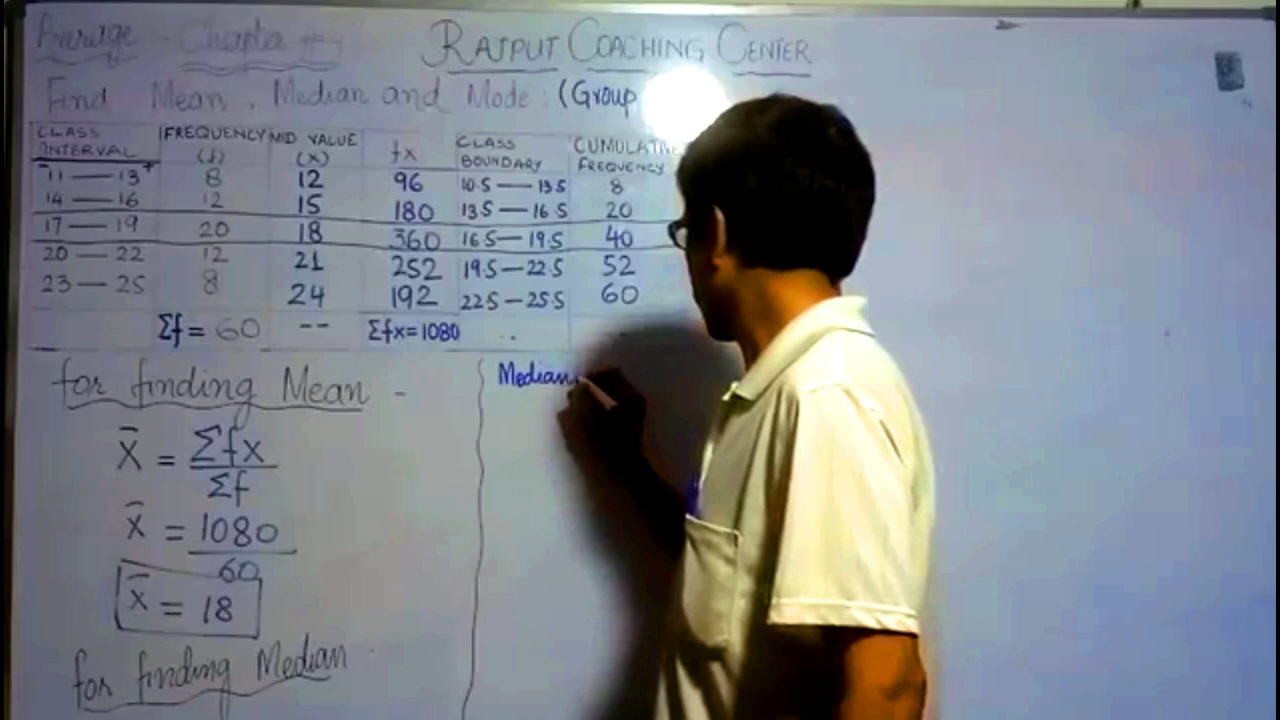 Average - Chapter #4 RAJPUT COACHING CENTER
Find Mean, Median and Mode: (Group
CLASS INTERVAL FREQUENCY (f) MID VALUE (X) fx CLASS BOUNDARY CUMULATIVE FREQUENCY
11 — 13 8 12 96 10.5 — 13.5 8
14 — 16 12 15 180 13.5 — 16.5 20
17 — 19 20 18 360 16.5 — 19.5 40
20 — 22 12 21 252 19.5 — 22.5 52
23 — 25 8 24 192 22.5 — 25.5 60
Σf = 60 -- Σfx = 1080
for finding Mean -
X̄ = Σfx / Σf
X̄ = 1080 / 60
X̄ = 18
for finding Median
Median